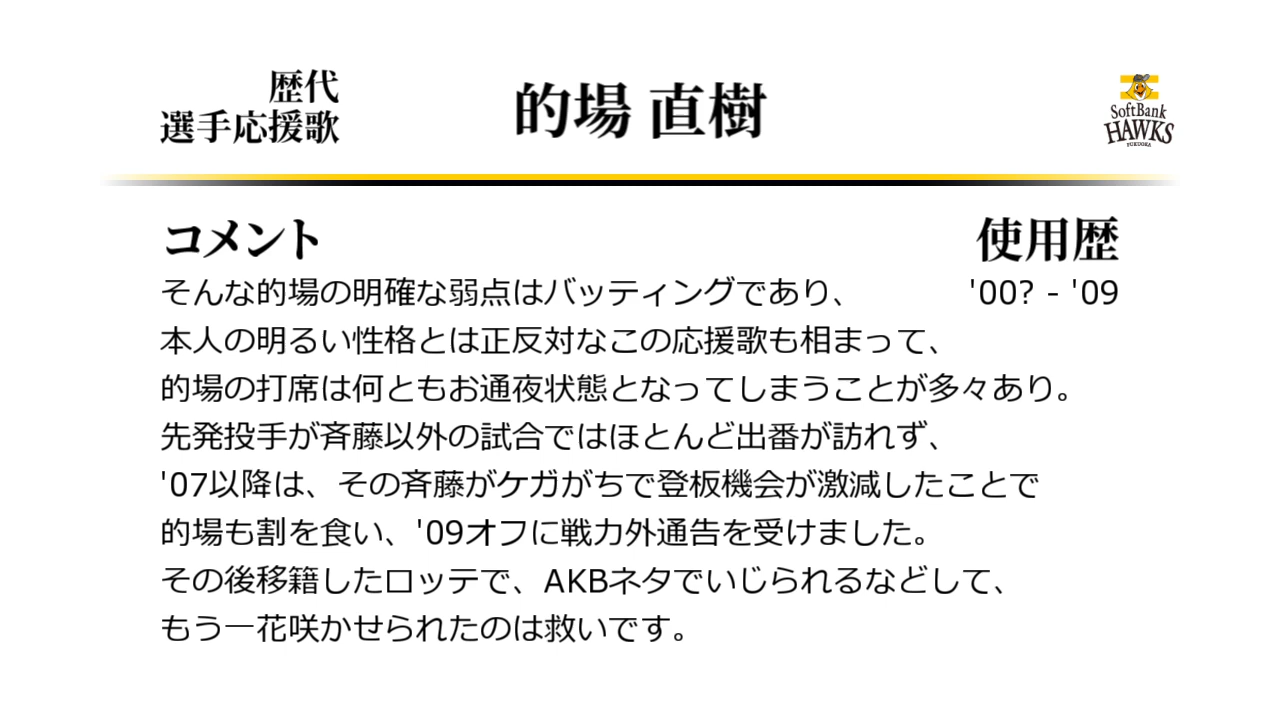 歴代
選手応援歌
的場 直樹
SoftBank
HAWKS
FUKUOKA
コメント
使用歴
そんな的場の明確な弱点はバッティングであり、
'00? - '09
本人の明るい性格とは正反対なこの応援歌も相まって、
的場の打席は何ともお通夜状態となってしまうことが多々あり。
先発投手が斉藤以外の試合ではほとんど出番が訪れず、
'07以降は、その斉藤がケガがちで登板機会が激減したことで
的場も割を食い、'09オフに戦力外通告を受けました。
その後移籍したロッテで、AKBネタでいじられるなどして、
もう一花咲かせられたのは救いです。